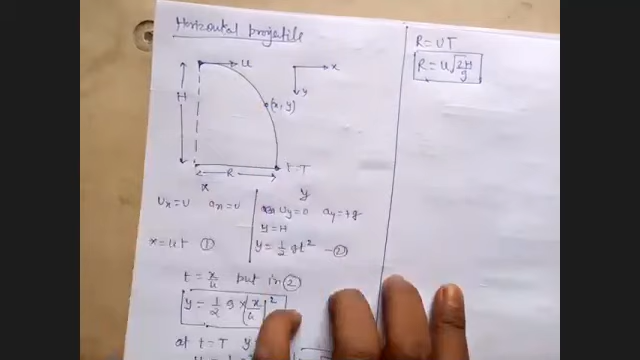 Horizontal projectile
u
x
y
H
(x, y)
R
t = T
x
y
ux = u ax = 0
uy = 0 ay = +g
y = H
x = ut ①
y = 1/2 gt² — ②
t = x/u put in ②
y = 1/2 g × (x/u)²
at t = T y
R = uT
R = u√(2H/g)